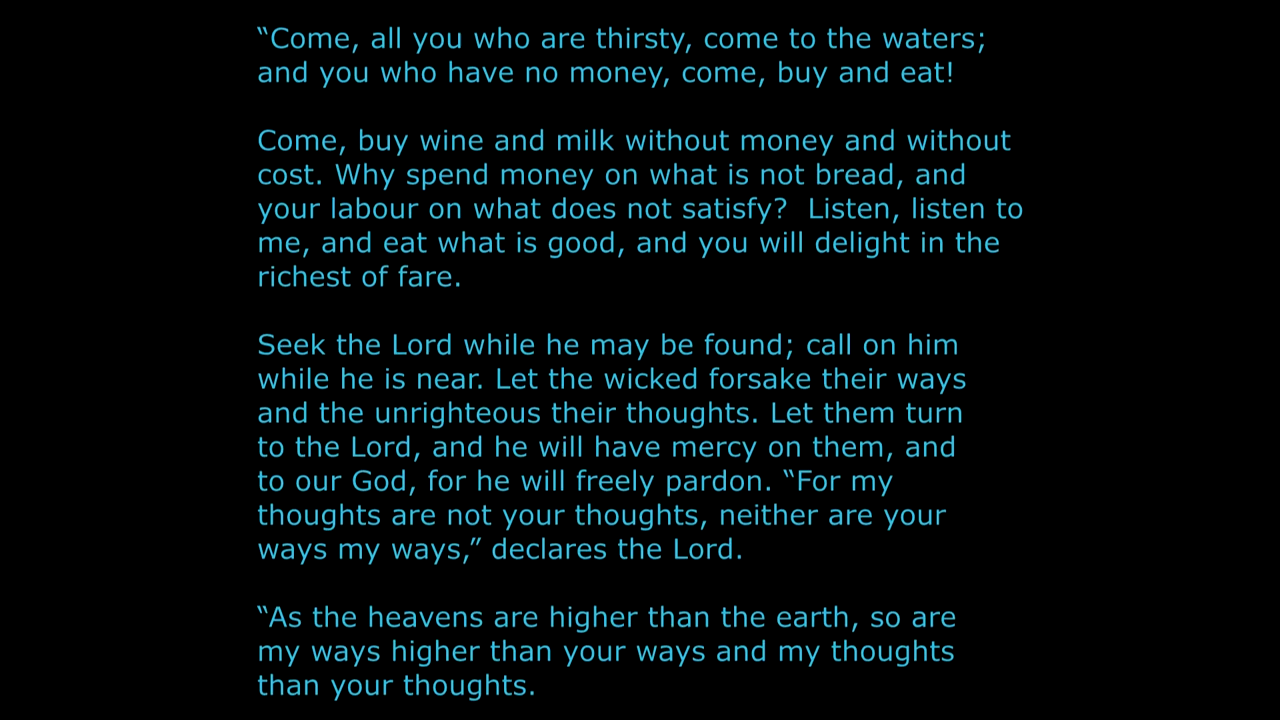 “Come, all you who are thirsty, come to the waters;
and you who have no money, come, buy and eat!
Come, buy wine and milk without money and without
cost. Why spend money on what is not bread, and
your labour on what does not satisfy?  Listen, listen to
me, and eat what is good, and you will delight in the
richest of fare.
Seek the Lord while he may be found; call on him
while he is near. Let the wicked forsake their ways
and the unrighteous their thoughts. Let them turn
to the Lord, and he will have mercy on them, and
to our God, for he will freely pardon. “For my
thoughts are not your thoughts, neither are your
ways my ways,” declares the Lord.
“As the heavens are higher than the earth, so are
my ways higher than your ways and my thoughts
than your thoughts.